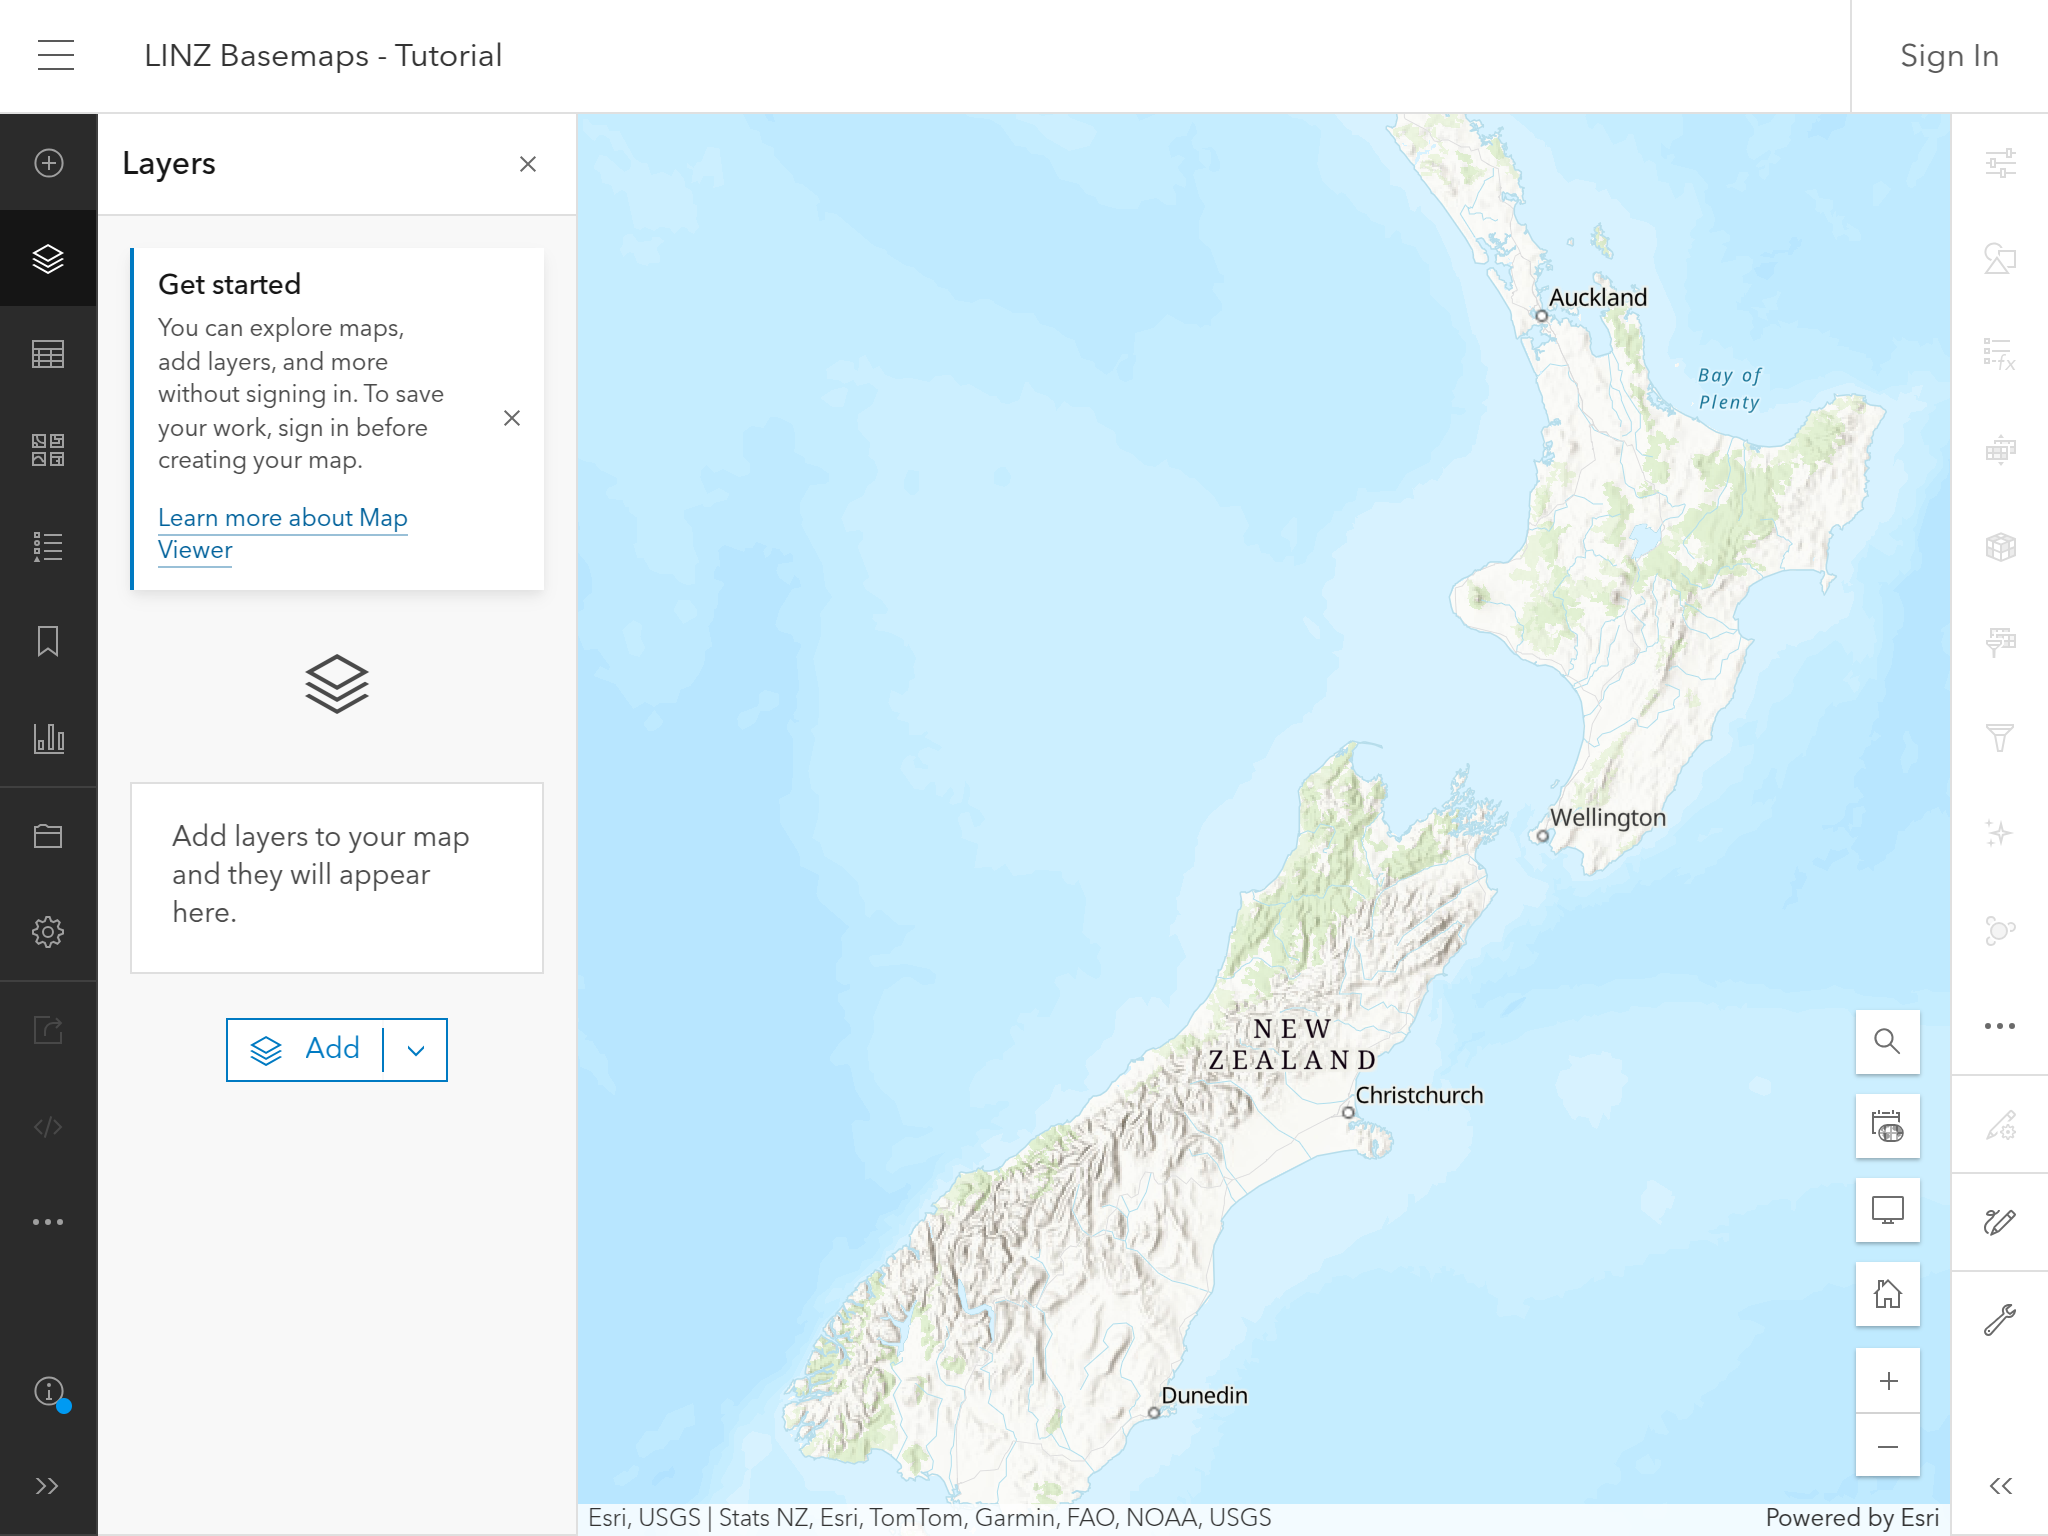 LINZ Basemaps - Tutorial
Sign In
Layers
Get started
You can explore maps,
add layers, and more
without signing in. To save
your work, sign in before
creating your map.
Learn more about Map
Viewer
Add layers to your map
and they will appear
here.
Add
Auckland
Bay of
Plenty
Wellington
NEW
ZEALAND
Christchurch
Dunedin
Esri, USGS | Stats NZ, Esri, TomTom, Garmin, FAO, NOAA, USGS
Powered by Esri